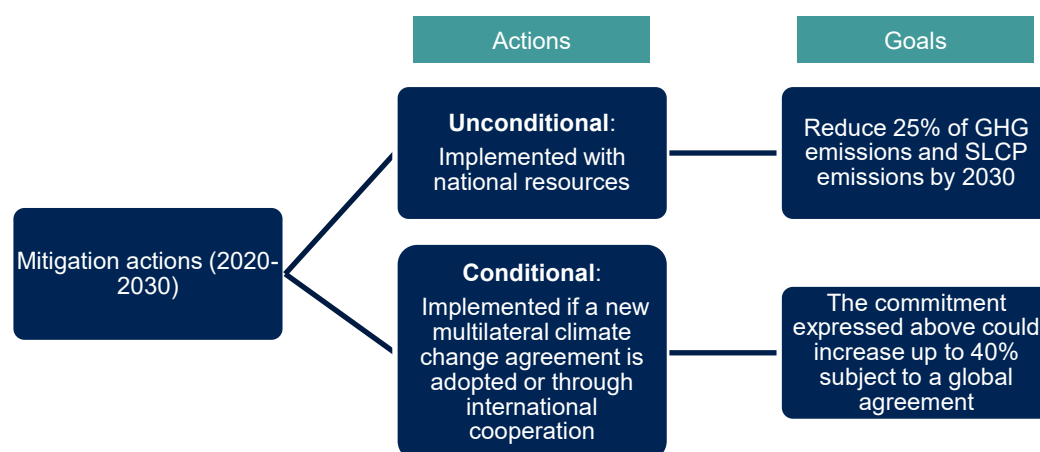 Actions
Goals
Mitigation actions (2020-
2030)
Unconditional:
Implemented with
national resources
Reduce 25% of GHG
emissions and SLCP
emissions by 2030
Conditional:
Implemented if a new
multilateral climate
change agreement is
adopted or through
international
cooperation
The commitment
expressed above could
increase up to 40%
subject to a global
agreement